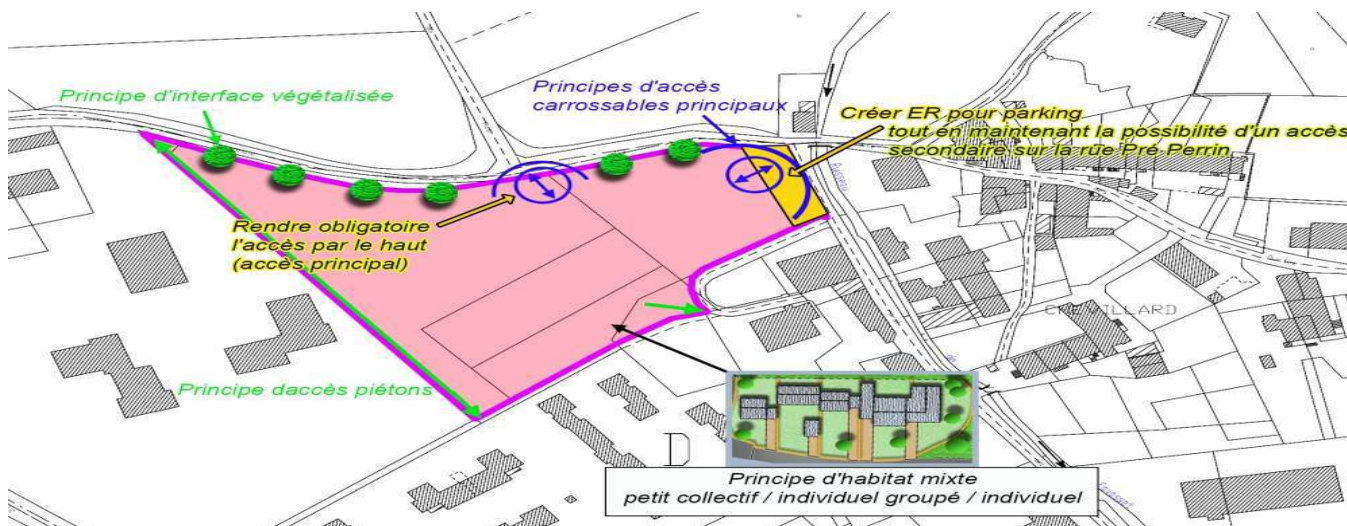 Principe d'interface végétalisée
Principes d'accès
carrossables principaux
Créer ER pour parking
tout en maintenant la possibilité d'un accès
secondaire sur la rue Pré Perrin
Rendre obligatoire
l'accès par le haut
(accès principal)
CHEVILLARD
Principe daccès piétons
D
Principe d'habitat mixte
petit collectif / individuel groupé / individuel